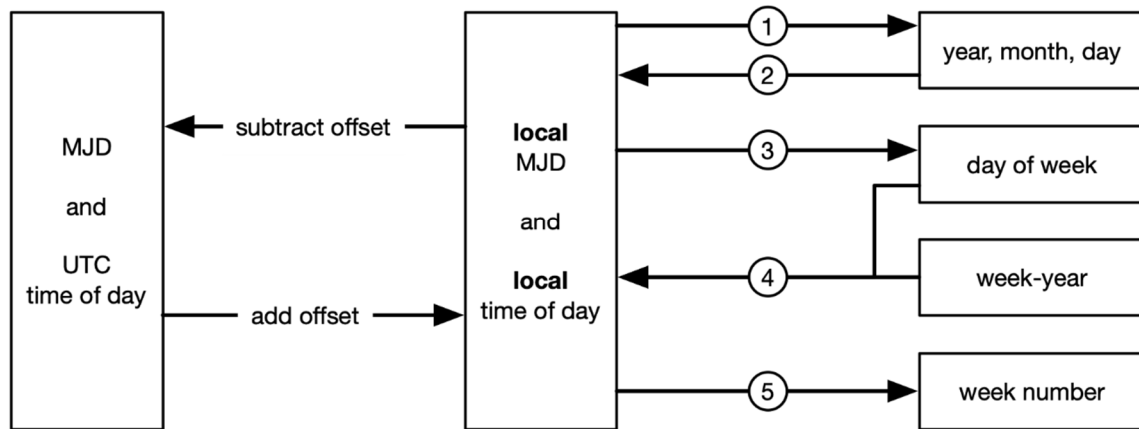 MJD
and
UTC
time of day
subtract offset
add offset
local
MJD
and
local
time of day
1
2
3
4
5
year, month, day
day of week
week-year
week number